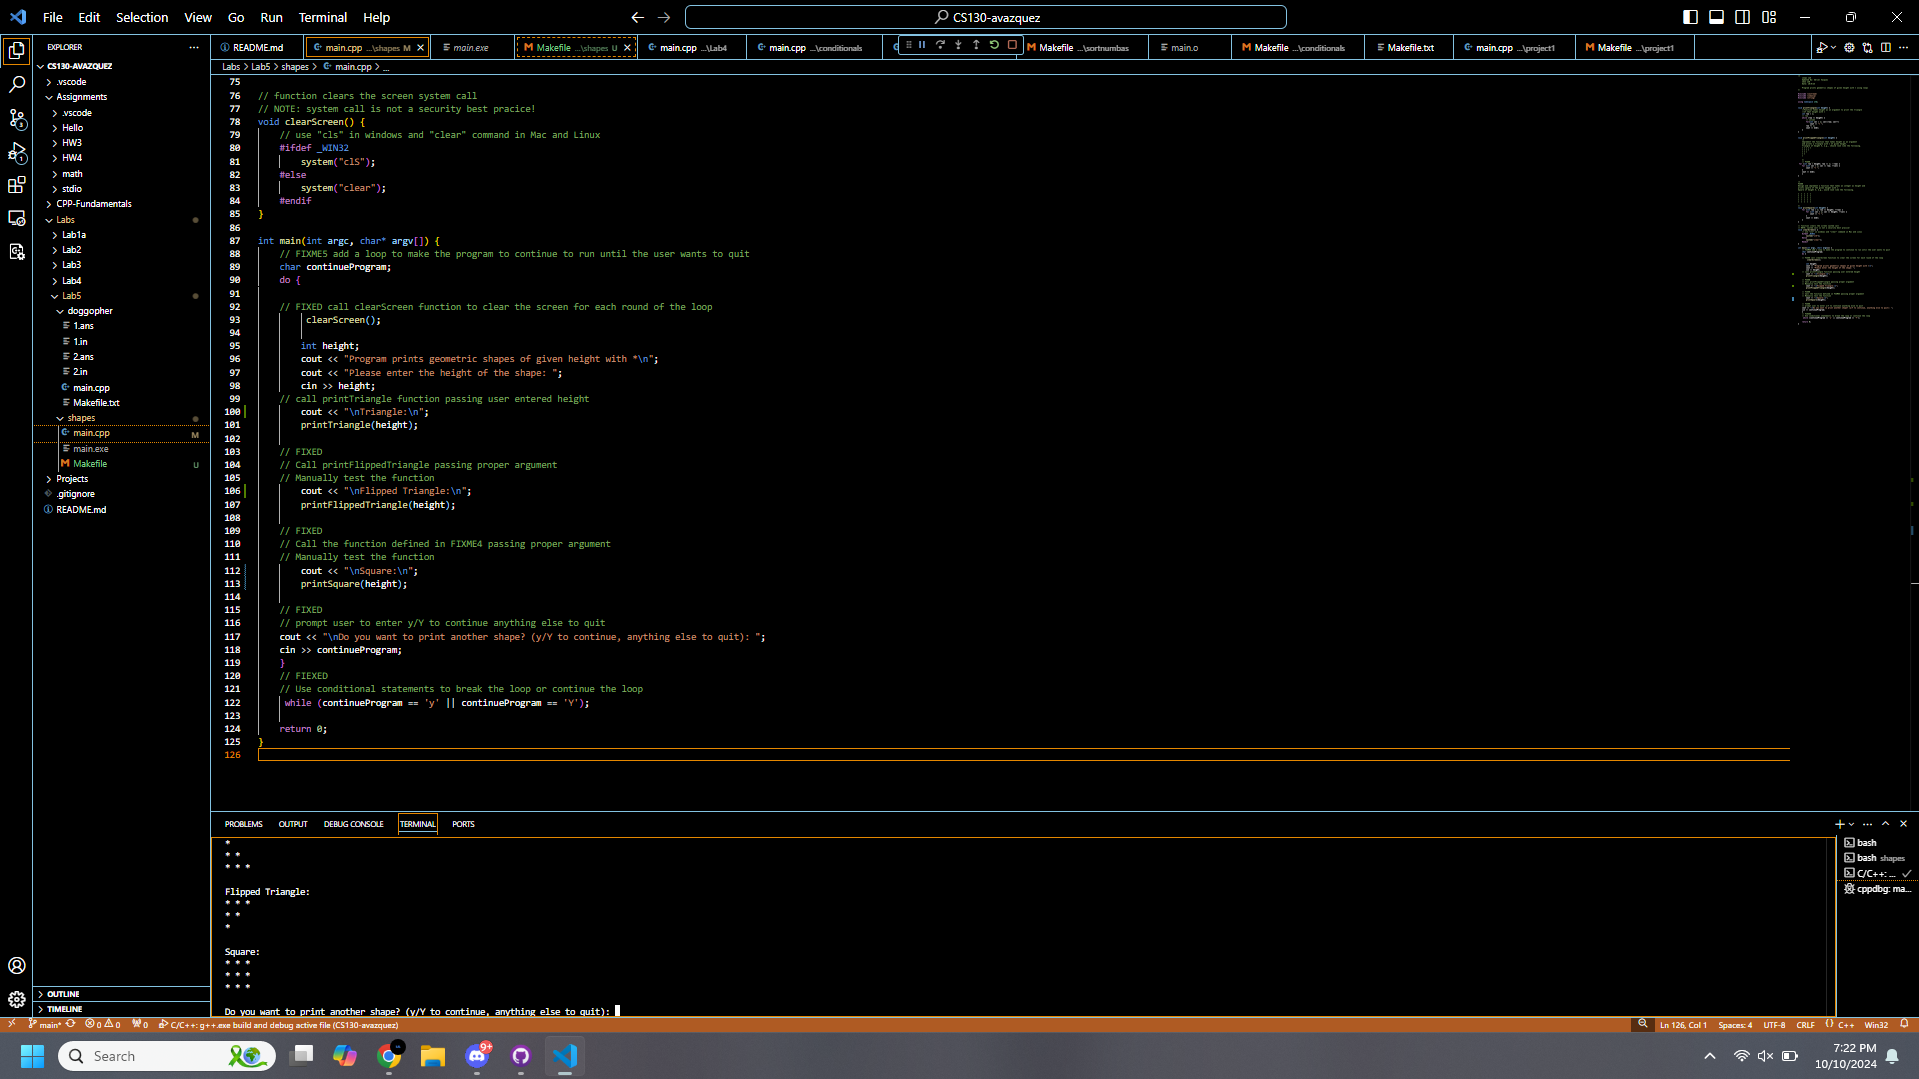 File Edit Selection View Go Run Terminal Help
CS130-avazquez
EXPLORER
CS130-AVAZQUEZ
.vscode
Assignments
.vscode
Hello
HW3
HW4
math
stdio
CPP-Fundamentals
Labs
Lab1a
Lab2
Lab3
Lab4
Lab5
doggopher
1.ans
1.in
2.ans
2.in
main.cpp
Makefile.txt
shapes
main.cpp M
main.exe
Makefile U
Projects
.gitignore
README.md
OUTLINE
TIMELINE
README.md main.cpp ...\shapes M main.exe Makefile ...\shapes U main.cpp ...\Lab4 main.cpp ...\conditionals Makefile ...\sortnumbas main.o Makefile ...\conditionals Makefile.txt main.cpp ...\project1 Makefile ...\project1
Labs > Lab5 > shapes > main.cpp > ...
75
76 // function clears the screen system call
77 // NOTE: system call is not a security best pracice!
78 void clearScreen() {
79 // use "cls" in windows and "clear" command in Mac and Linux
80 #ifdef _WIN32
81 system("clS");
82 #else
83 system("clear");
84 #endif
85 }
86
87 int main(int argc, char* argv[]) {
88 // FIXME5 add a loop to make the program to continue to run until the user wants to quit
89 char continueProgram;
90 do {
91
92 // FIXED call clearScreen function to clear the screen for each round of the loop
93 clearScreen();
94
95 int height;
96 cout << "Program prints geometric shapes of given height with *\n";
97 cout << "Please enter the height of the shape: ";
98 cin >> height;
99 // call printTriangle function passing user entered height
100 cout << "\nTriangle:\n";
101 printTriangle(height);
102
103 // FIXED
104 // Call printFlippedTriangle passing proper argument
105 // Manually test the function
106 cout << "\nFlipped Triangle:\n";
107 printFlippedTriangle(height);
108
109 // FIXED
110 // Call the function defined in FIXME4 passing proper argument
111 // Manually test the function
112 cout << "\nSquare:\n";
113 printSquare(height);
114
115 // FIXED
116 // prompt user to enter y/Y to continue anything else to quit
117 cout << "\nDo you want to print another shape? (y/Y to continue, anything else to quit): ";
118 cin >> continueProgram;
119 }
120 // FIEXED
121 // Use conditional statements to break the loop or continue the loop
122 while (continueProgram == 'y' || continueProgram == 'Y');
123
124 return 0;
125 }
126
PROBLEMS OUTPUT DEBUG CONSOLE TERMINAL PORTS
*
* *
* * *
Flipped Triangle:
* * *
* *
*
Square:
* * *
* * *
* * *
Do you want to print another shape? (y/Y to continue, anything else to quit):
bash
bash shapes
C/C++: ...
cppdbg: ma...
main* 0 0 0 C/C++: g++.exe build and debug active file (CS130-avazquez)
Ln 126, Col 1 Spaces: 4 UTF-8 CRLF {} C++ Win32
Search
9+
7:22 PM
10/10/2024